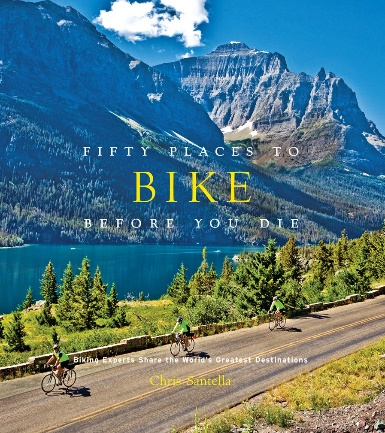 FIFTY PLACES TO
BIKE
BEFORE YOU DIE
Biking Experts Share the World's Greatest Destinations
Chris Santella